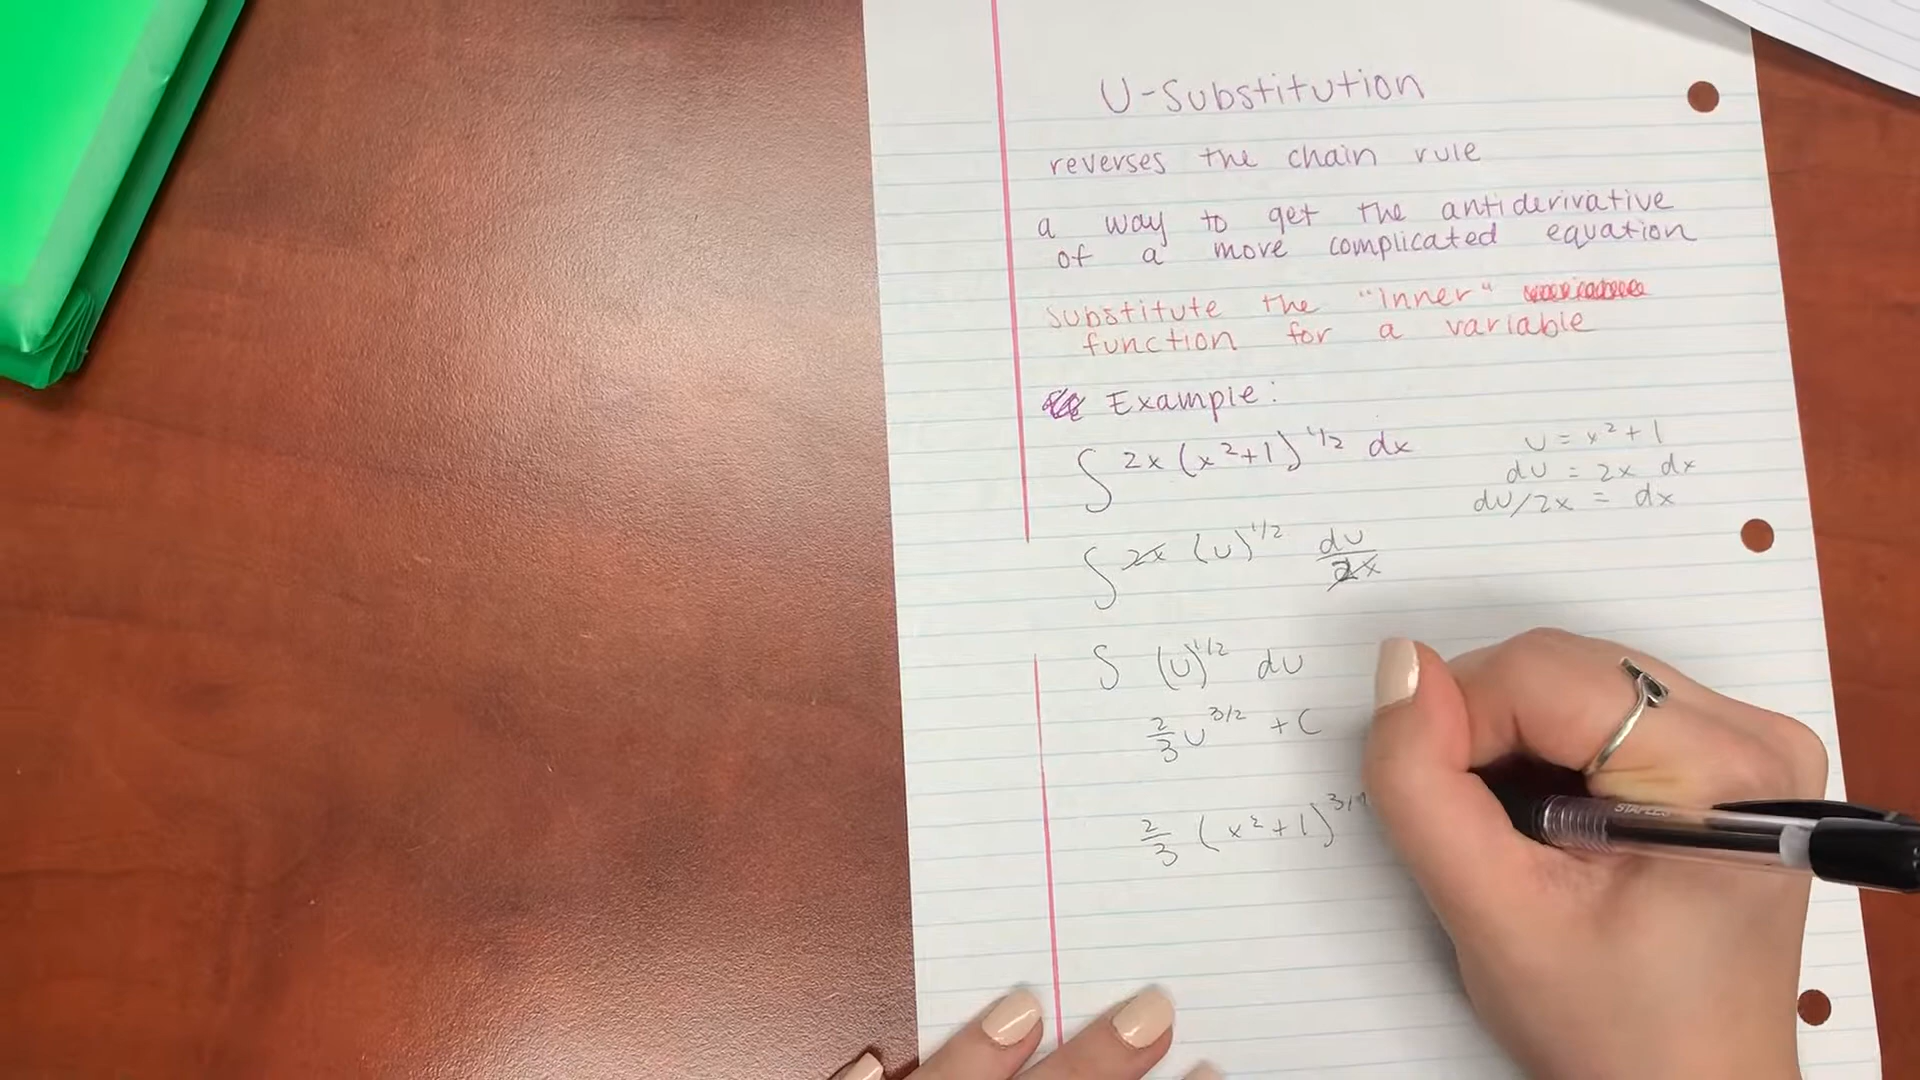 U-Substitution
reverses the chain rule
a way to get the antiderivative
of a more complicated equation
substitute the "inner"
function for a variable
Example:
∫ 2x (x²+1)^1/2 dx
u = x²+1
du = 2x dx
du/2x = dx
∫ 2x (u)^1/2 du/2x
∫ (u)^1/2 du
2/3 u^3/2 + C
2/3 (x²+1)^3/
STAPLES